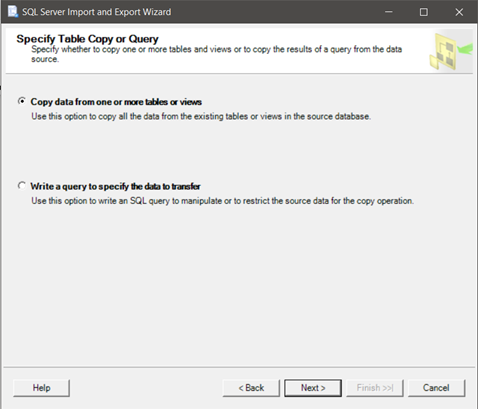 SQL Server Import and Export Wizard
Specify Table Copy or Query
Specify whether to copy one or more tables and views or to copy the results of a query from the data
source.
Copy data from one or more tables or views
Use this option to copy all the data from the existing tables or views in the source database.
Write a query to specify the data to transfer
Use this option to write an SQL query to manipulate or to restrict the source data for the copy operation.
Help
< Back
Next >
Finish >>|
Cancel